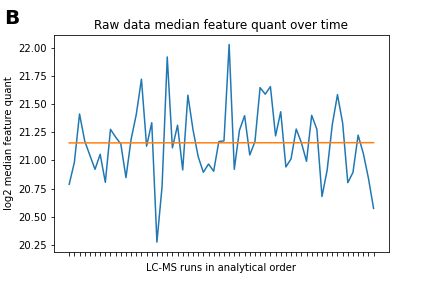 B
Raw data median feature quant over time
log2 median feature quant
22.00
21.75
21.50
21.25
21.00
20.75
20.50
20.25
LC-MS runs in analytical order